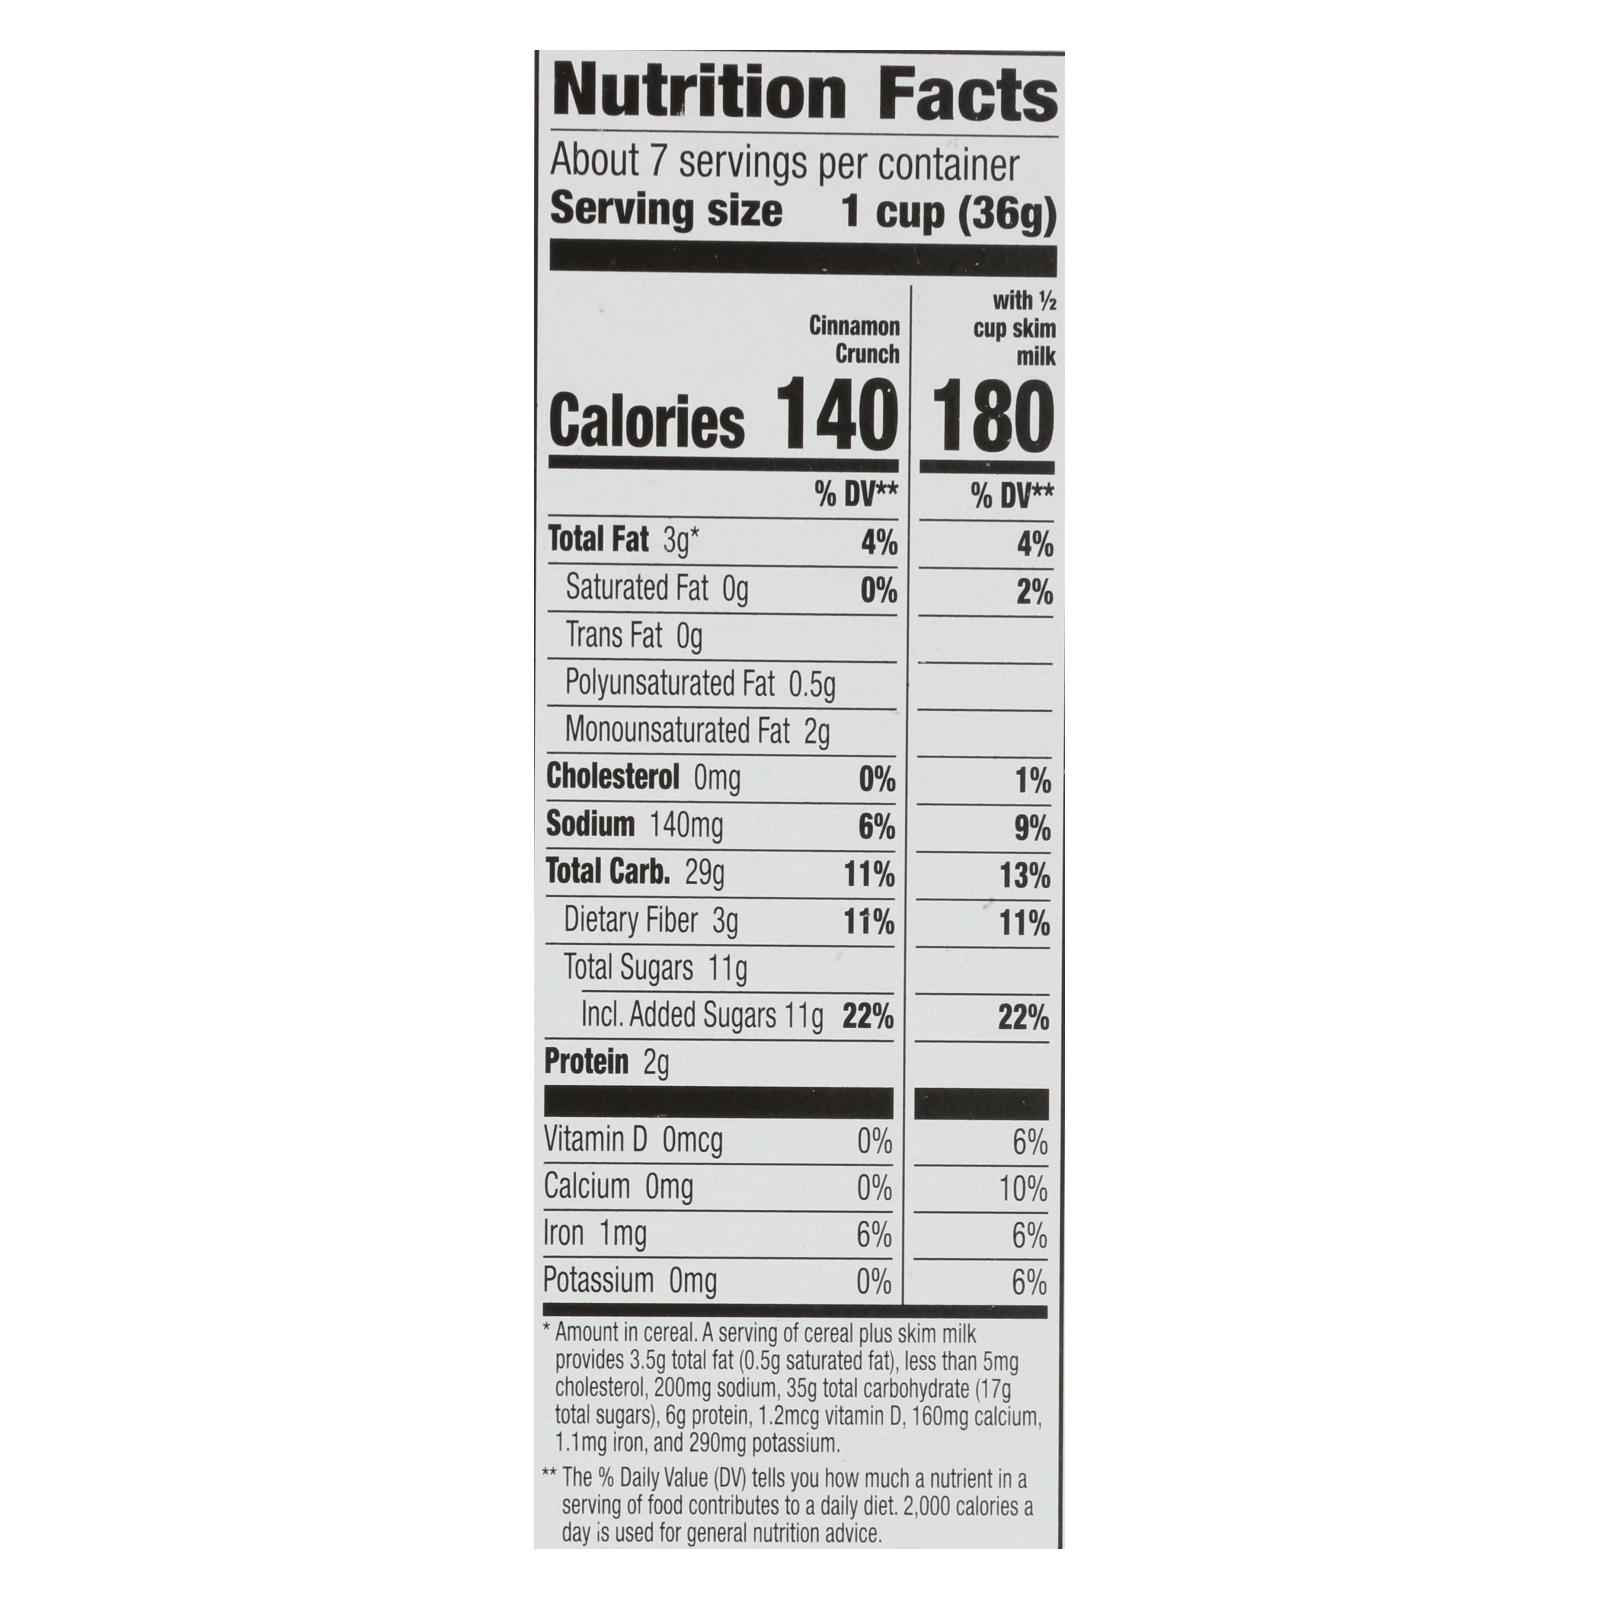 Nutrition Facts
About 7 servings per container
Serving size 1 cup (36g)
Cinnamon Crunch
with ½ cup skim milk
Calories 140 180
% DV** % DV**
Total Fat 3g* 4% 4%
Saturated Fat 0g 0% 2%
Trans Fat 0g
Polyunsaturated Fat 0.5g
Monounsaturated Fat 2g
Cholesterol 0mg 0% 1%
Sodium 140mg 6% 9%
Total Carb. 29g 11% 13%
Dietary Fiber 3g 11% 11%
Total Sugars 11g
Incl. Added Sugars 11g 22% 22%
Protein 2g
Vitamin D 0mcg 0% 6%
Calcium 0mg 0% 10%
Iron 1mg 6% 6%
Potassium 0mg 0% 6%
* Amount in cereal. A serving of cereal plus skim milk
provides 3.5g total fat (0.5g saturated fat), less than 5mg
cholesterol, 200mg sodium, 35g total carbohydrate (17g
total sugars), 6g protein, 1.2mcg vitamin D, 160mg calcium,
1.1mg iron, and 290mg potassium.
** The % Daily Value (DV) tells you how much a nutrient in a
serving of food contributes to a daily diet. 2,000 calories a
day is used for general nutrition advice.